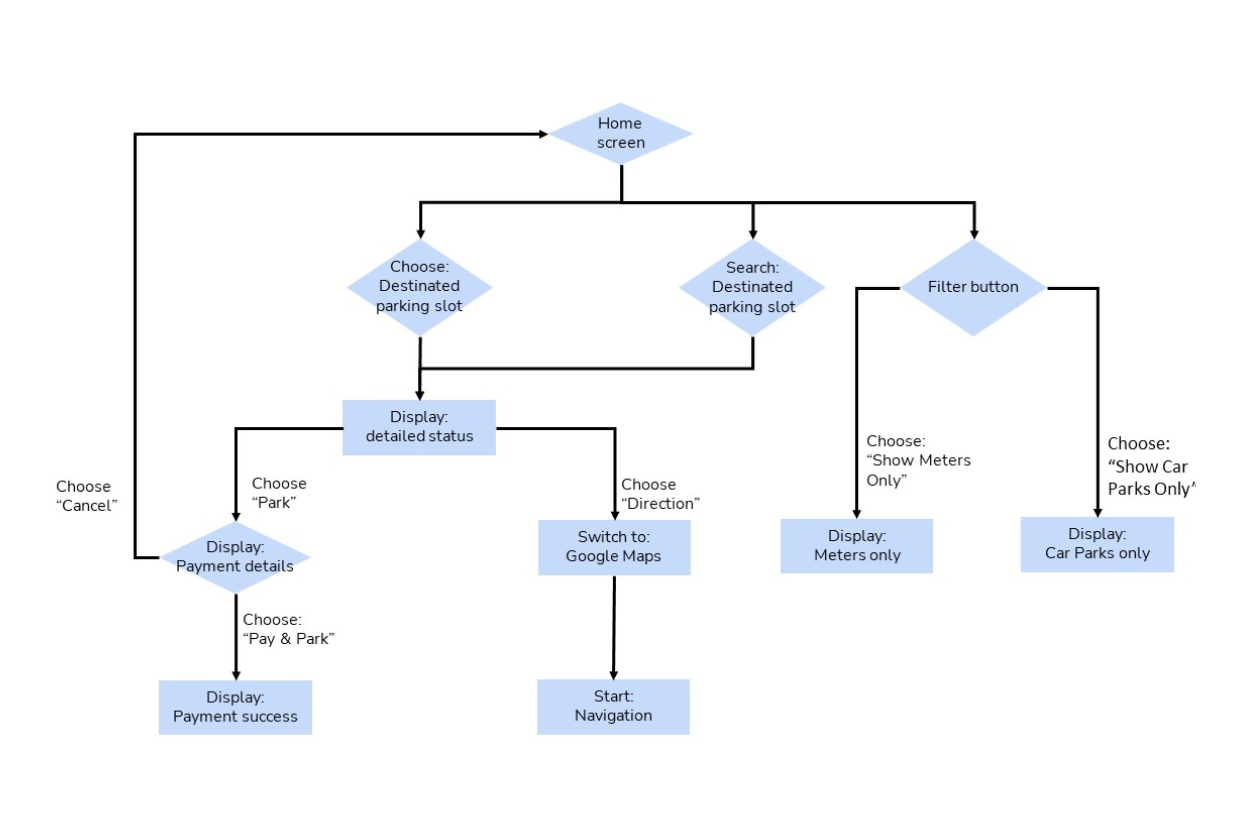 Home
screen
Choose:
Destinated
parking slot
Search:
Destinated
parking slot
Filter button
Display:
detailed status
Choose
“Cancel”
Choose
“Park”
Choose
“Direction”
Choose:
“Show Meters
Only”
Choose:
“Show Car
Parks Only”
Display:
Payment details
Switch to:
Google Maps
Display:
Meters only
Display:
Car Parks only
Choose:
“Pay & Park”
Display:
Payment success
Start:
Navigation